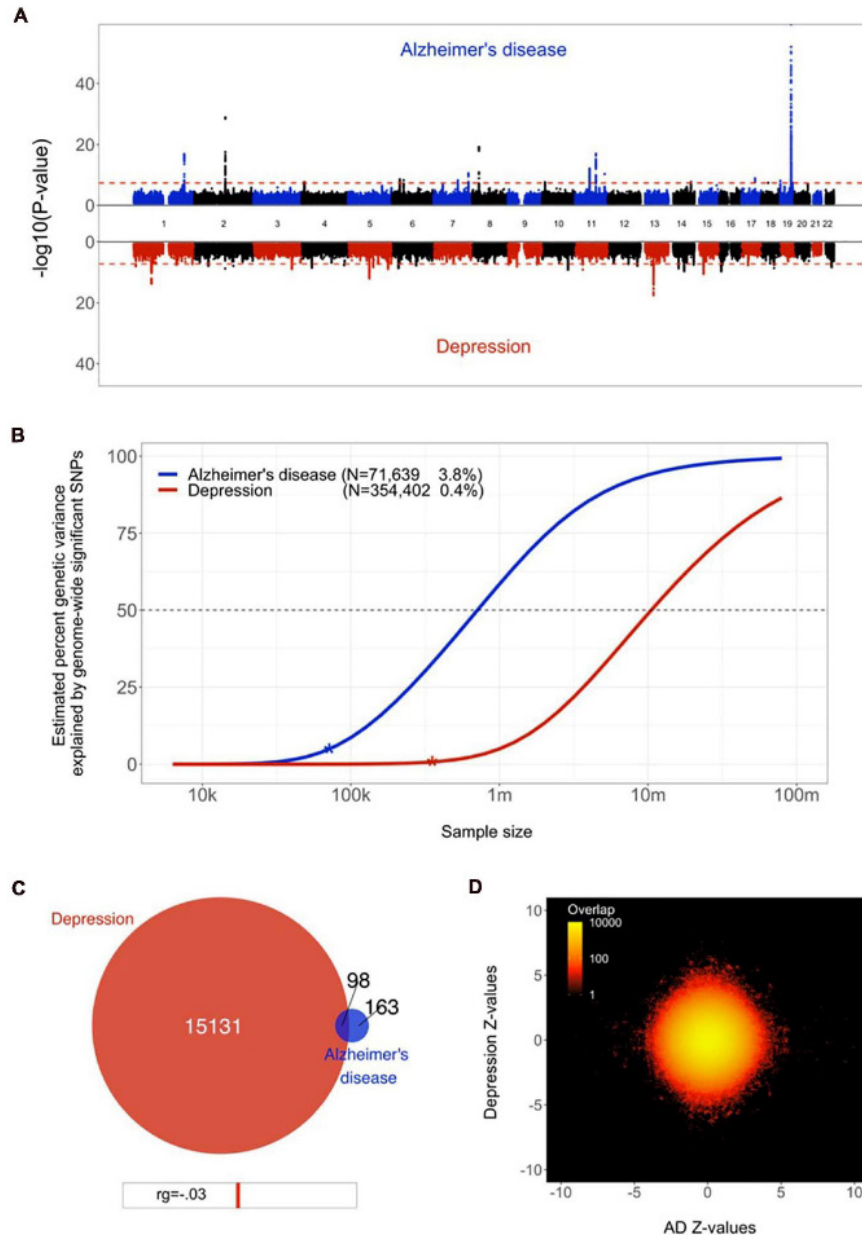 A
Alzheimer's disease
-log10(P-value)
40
20
0
1 2 3 4 5 6 7 8 9 10 11 12 13 14 15 16 17 18 19 20 21 22
0
20
40
Depression
B
Estimated percent genetic variance
explained by genome-wide significant SNPs
100
75
50
25
0
Alzheimer's disease (N=71,639 3.8%)
Depression (N=354,402 0.4%)
10k 100k 1m 10m 100m
Sample size
C
Depression
15131
98
163
Alzheimer's
disease
rg=-.03
D
Depression Z-values
10
5
0
-5
-10
Overlap
10000
100
1
-10 -5 0 5 10
AD Z-values